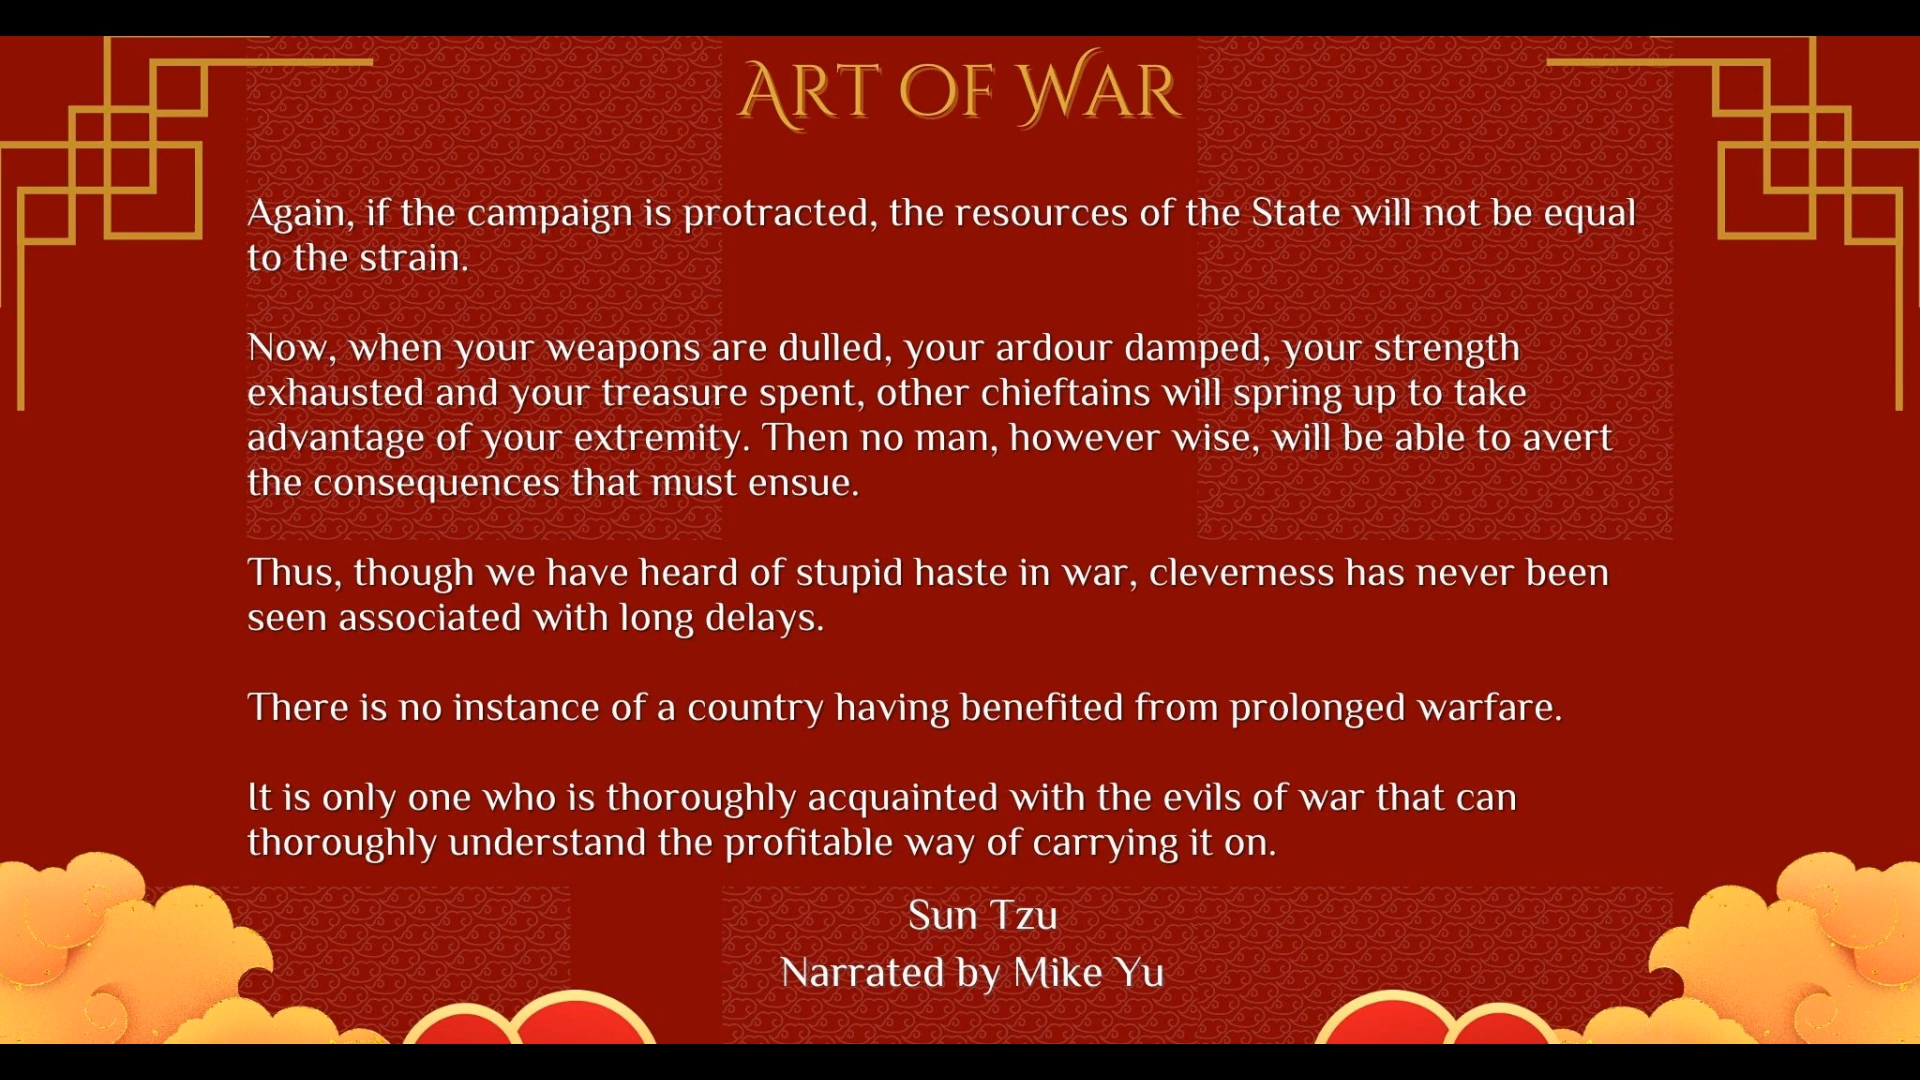 ART OF WAR
Again, if the campaign is protracted, the resources of the State will not be equal
to the strain.
Now, when your weapons are dulled, your ardour damped, your strength
exhausted and your treasure spent, other chieftains will spring up to take
advantage of your extremity. Then no man, however wise, will be able to avert
the consequences that must ensue.
Thus, though we have heard of stupid haste in war, cleverness has never been
seen associated with long delays.
There is no instance of a country having benefited from prolonged warfare.
It is only one who is thoroughly acquainted with the evils of war that can
thoroughly understand the profitable way of carrying it on.
Sun Tzu
Narrated by Mike Yu